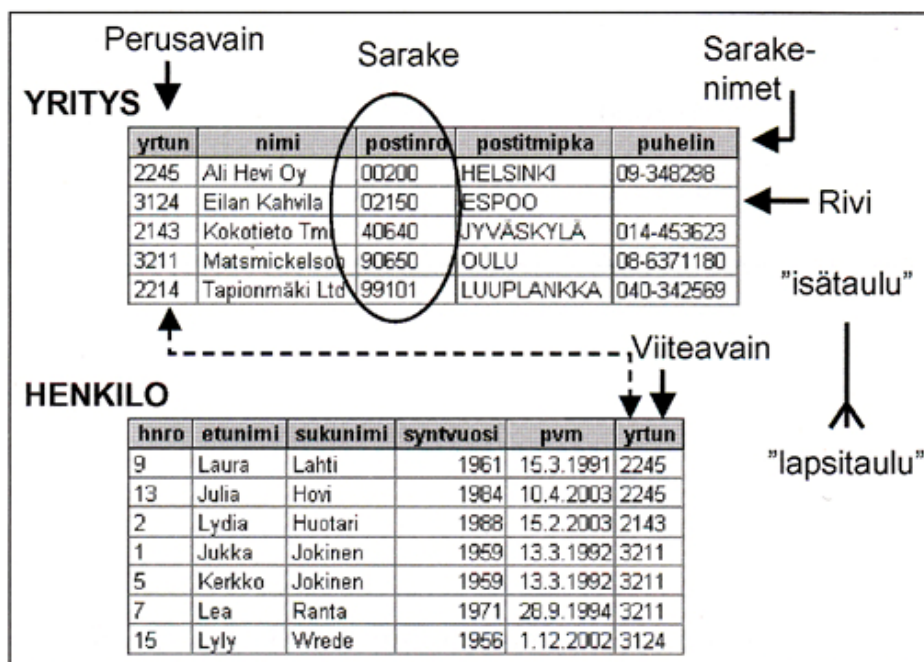 Perusavain
Sarake
Sarake-
nimet
YRITYS
yrtun nimi postinro postitmipka puhelin
2245 Ali Hevi Oy 00200 HELSINKI 09-348298
3124 Eilan Kahvila 02150 ESPOO
2143 Kokotieto Tmi 40640 JYVÄSKYLÄ 014-453623
3211 Matsmickelson 90650 OULU 08-6371180
2214 Tapionmäki Ltd 99101 LUUPLANKKA 040-342569
Rivi
"isätaulu"
Viiteavain
HENKILO
hnro etunimi sukunimi syntvuosi pvm yrtun
9 Laura Lahti 1961 15.3.1991 2245
13 Julia Hovi 1984 10.4.2003 2245
2 Lydia Huotari 1988 15.2.2003 2143
1 Jukka Jokinen 1959 13.3.1992 3211
5 Kerkko Jokinen 1959 13.3.1992 3211
7 Lea Ranta 1971 28.9.1994 3211
15 Lyly Wrede 1956 1.12.2002 3124
"lapsitaulu"